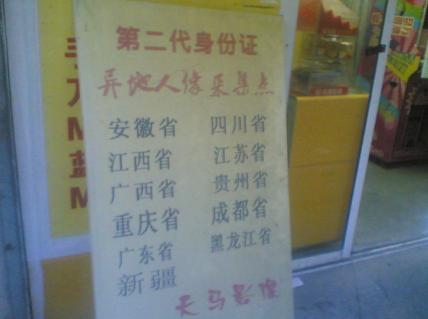 第二代身份证
异地人像采集点
安徽省 四川省
江西省 江苏省
广西省 贵州省
重庆省 成都省
广东省 黑龙江省
新疆
天马影像